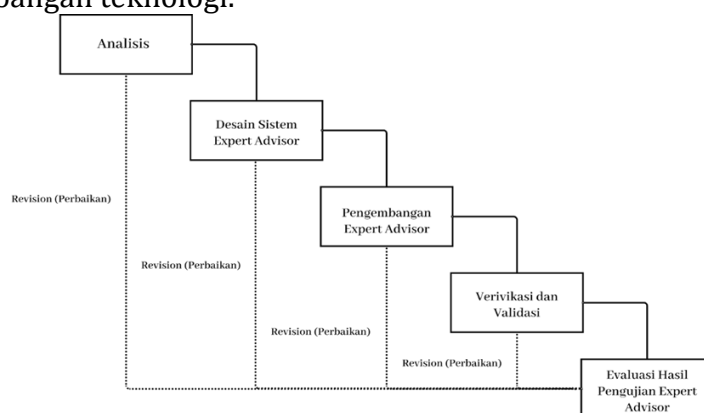 bangan teknologi.
Analisis
Desain Sistem
Expert Advisor
Revision (Perbaikan)
Pengembangan
Expert Advisor
Revision (Perbaikan)
Verivikasi dan
Validasi
Revision (Perbaikan)
Revision (Perbaikan)
Evaluasi Hasil
Pengujian Expert
Advisor